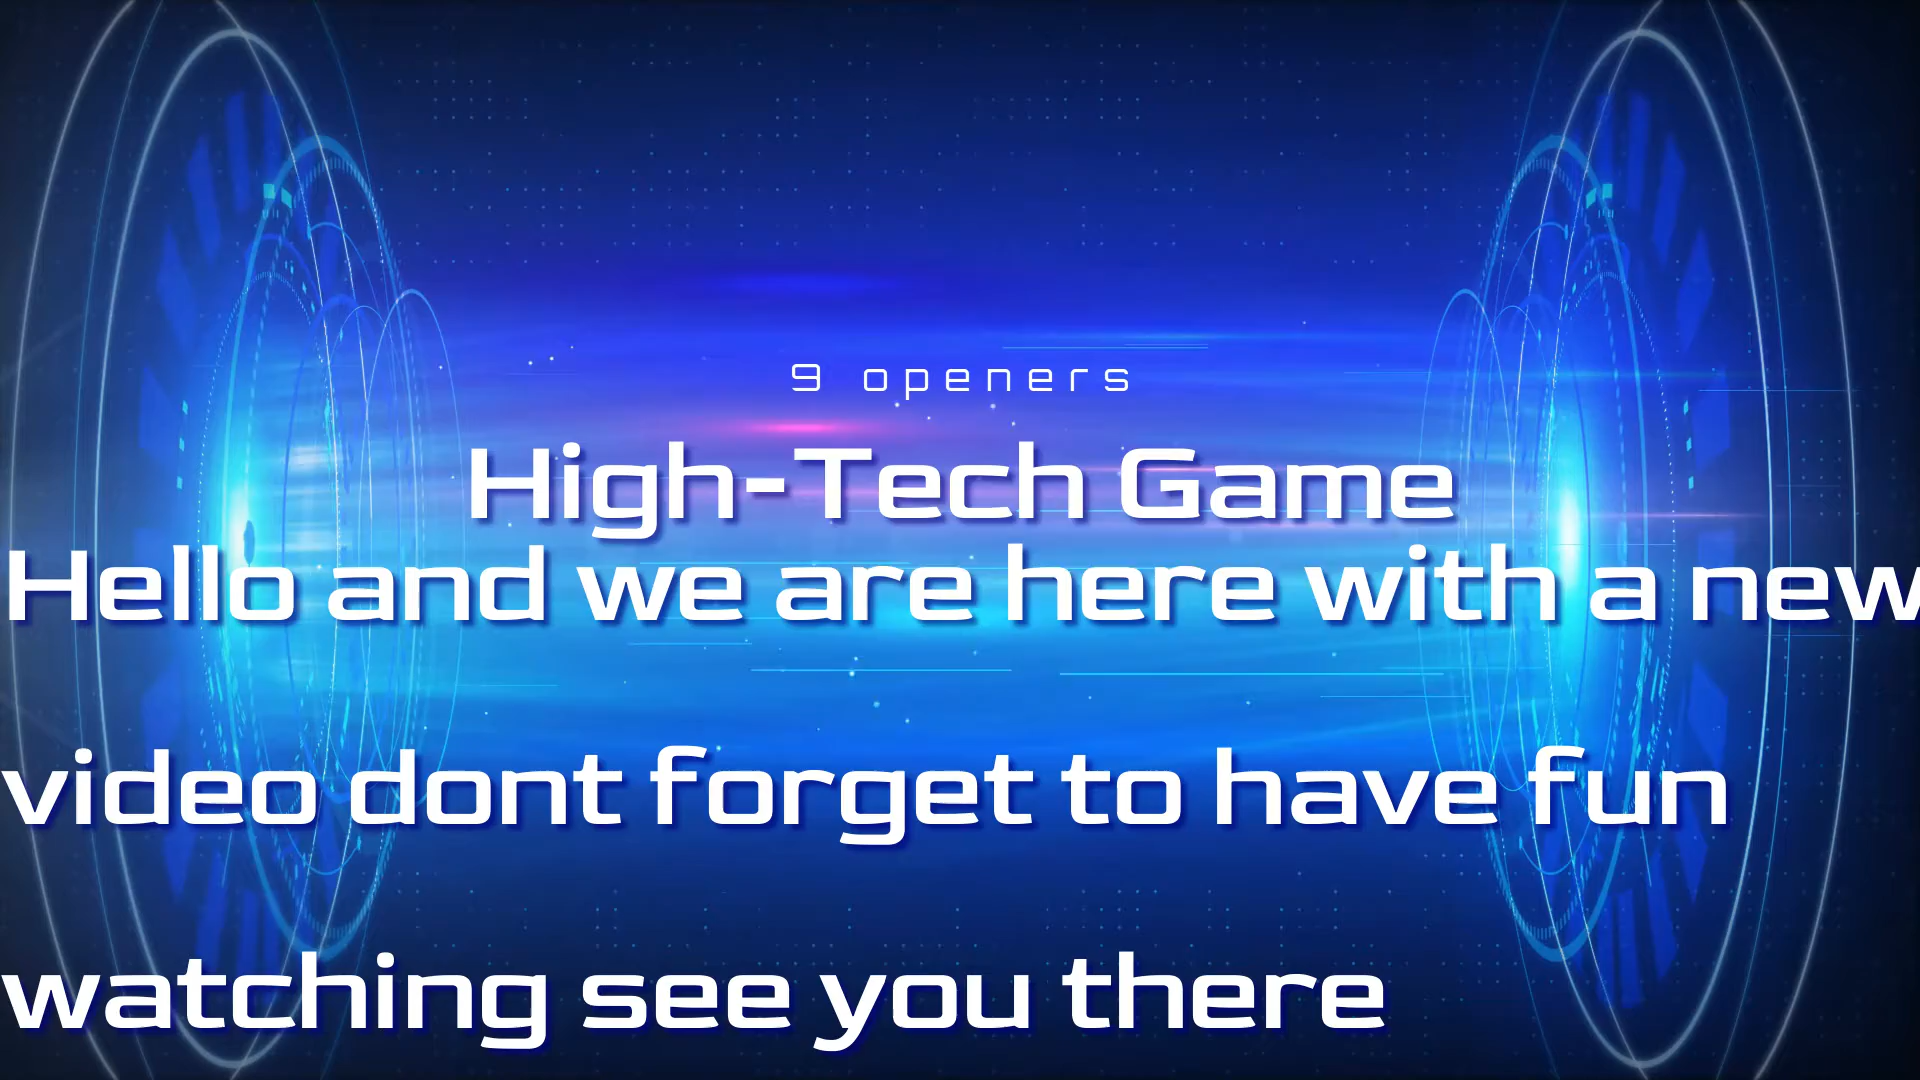 9 openers
High-Tech Game
Hello and we are here with a new
video dont forget to have fun
watching see you there